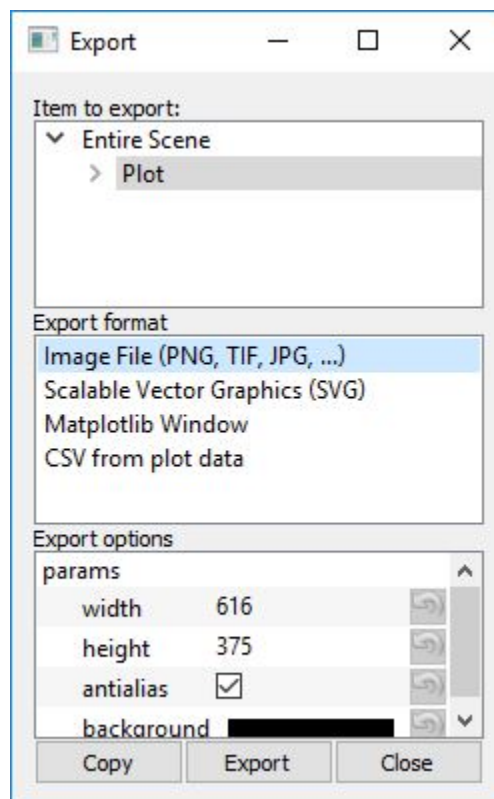 Export
Item to export:
Entire Scene
Plot
Export format
Image File (PNG, TIF, JPG, ...)
Scalable Vector Graphics (SVG)
Matplotlib Window
CSV from plot data
Export options
params
width 616
height 375
antialias
background
Copy Export Close